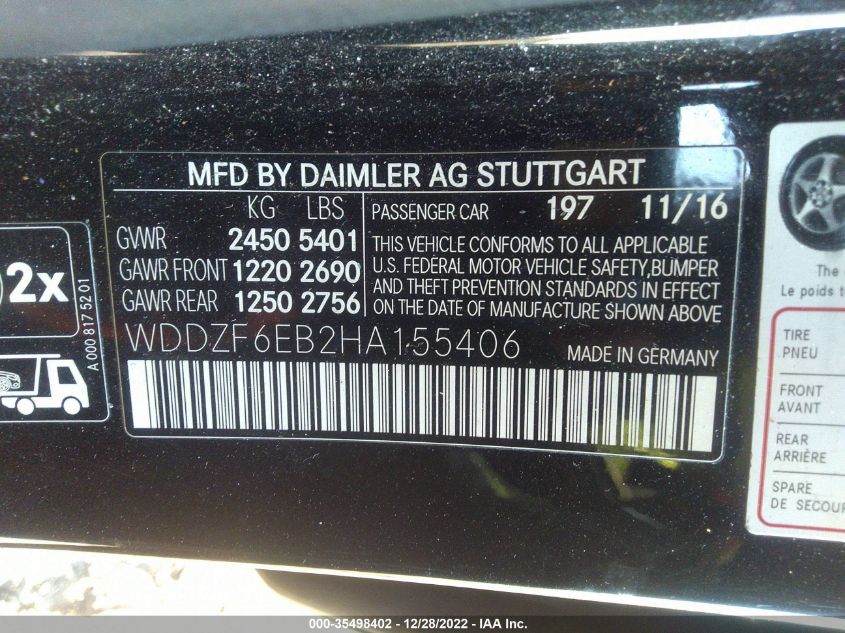 MFD BY DAIMLER AG STUTTGART
KG LBS
GVWR 2450 5401
GAWR FRONT 1220 2690
GAWR REAR 1250 2756
PASSENGER CAR 197 11/16
THIS VEHICLE CONFORMS TO ALL APPLICABLE
U.S. FEDERAL MOTOR VEHICLE SAFETY, BUMPER
AND THEFT PREVENTION STANDARDS IN EFFECT
ON THE DATE OF MANUFACTURE SHOWN ABOVE
WDDZF6EB2HA155406
MADE IN GERMANY
2x
A 000 817 52 01
The
Le poids
TIRE
PNEU
FRONT
AVANT
REAR
ARRIÈRE
SPARE
DE SECOUR
000-35498402 - 12/28/2022 - IAA Inc.